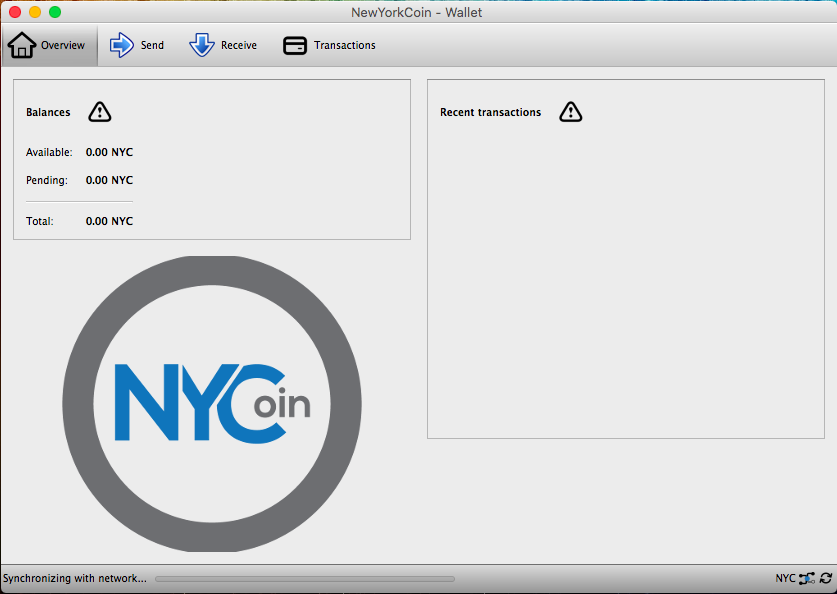 NewYorkCoin - Wallet
Overview Send Receive Transactions
Balances
Available: 0.00 NYC
Pending: 0.00 NYC
Total: 0.00 NYC
Recent transactions
NYCoin
Synchronizing with network... NYC